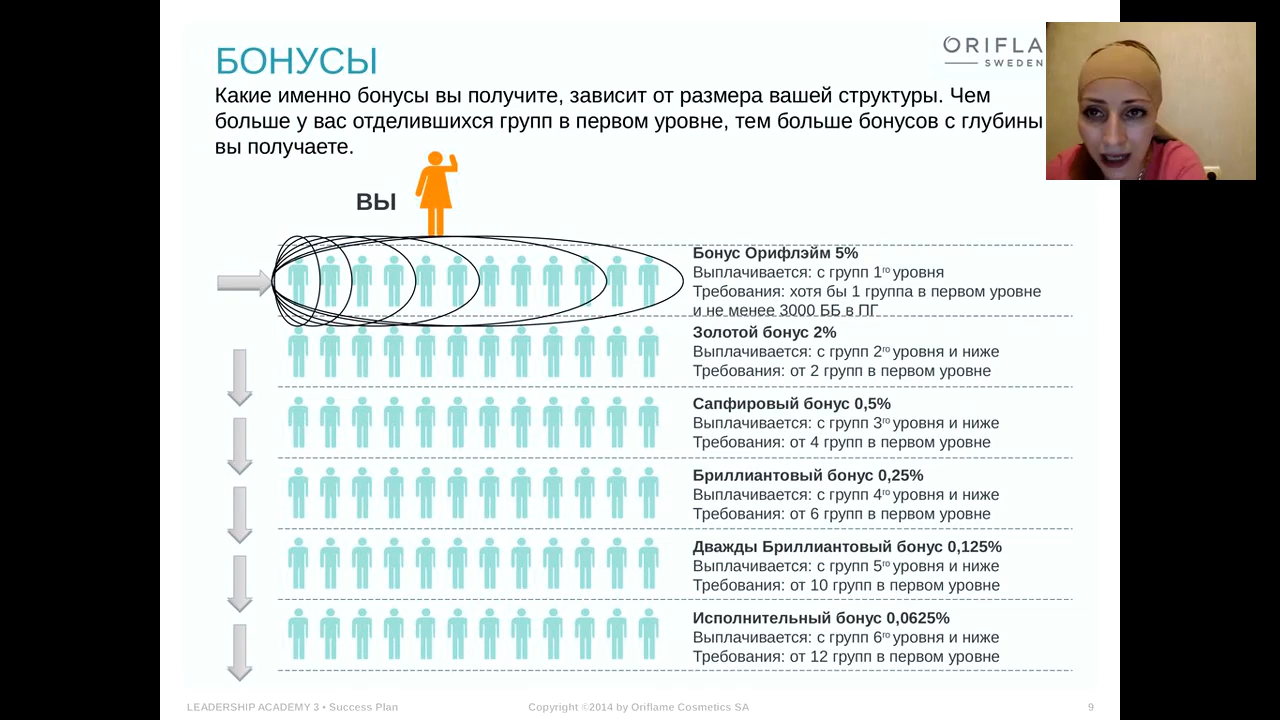 БОНУСЫ
ORIFLA
SWEDEN
Какие именно бонусы вы получите, зависит от размера вашей структуры. Чем
больше у вас отделившихся групп в первом уровне, тем больше бонусов с глубины
вы получаете.
ВЫ
Бонус Орифлэйм 5%
Выплачивается: с групп 1го уровня
Требования: хотя бы 1 группа в первом уровне
и не менее 3000 ББ в ПГ
Золотой бонус 2%
Выплачивается: с групп 2го уровня и ниже
Требования: от 2 групп в первом уровне
Сапфировый бонус 0,5%
Выплачивается: с групп 3го уровня и ниже
Требования: от 4 групп в первом уровне
Бриллиантовый бонус 0,25%
Выплачивается: с групп 4го уровня и ниже
Требования: от 6 групп в первом уровне
Дважды Бриллиантовый бонус 0,125%
Выплачивается: с групп 5го уровня и ниже
Требования: от 10 групп в первом уровне
Исполнительный бонус 0,0625%
Выплачивается: с групп 6го уровня и ниже
Требования: от 12 групп в первом уровне
LEADERSHIP ACADEMY 3 • Success Plan
Copyright ©2014 by Oriflame Cosmetics SA
9